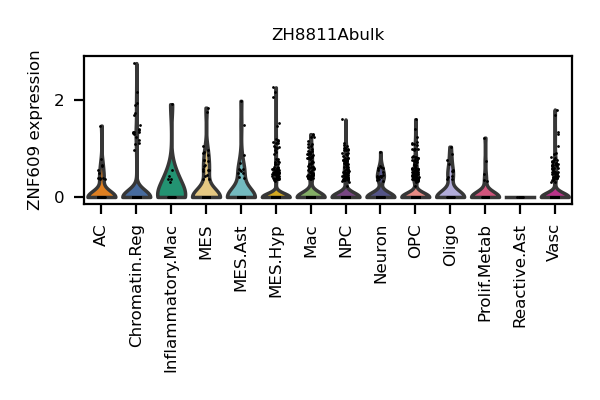 ZH8811Abulk
ZNF609 expression
2
0
AC
Chromatin.Reg
Inflammatory.Mac
MES
MES.Ast
MES.Hyp
Mac
NPC
Neuron
OPC
Oligo
Prolif.Metab
Reactive.Ast
Vasc